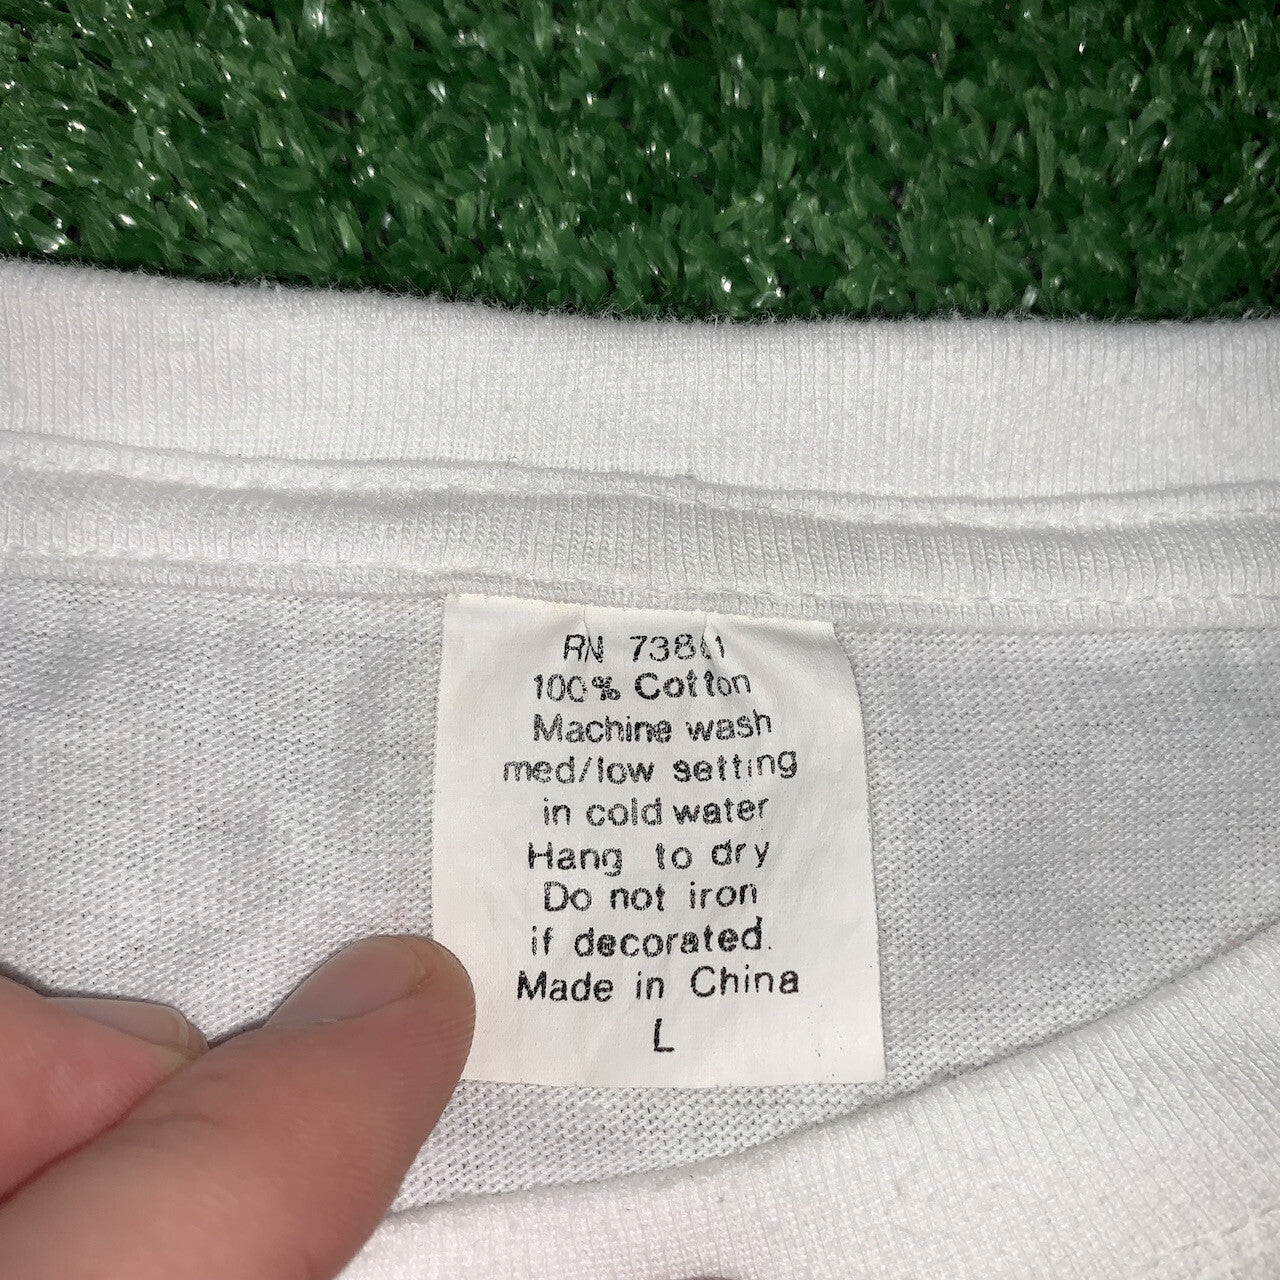 RN
100% Cotton
Machine wash
med/low setting
in cold water
Hang to dry
Do not iron
if decorated.
Made in China
L